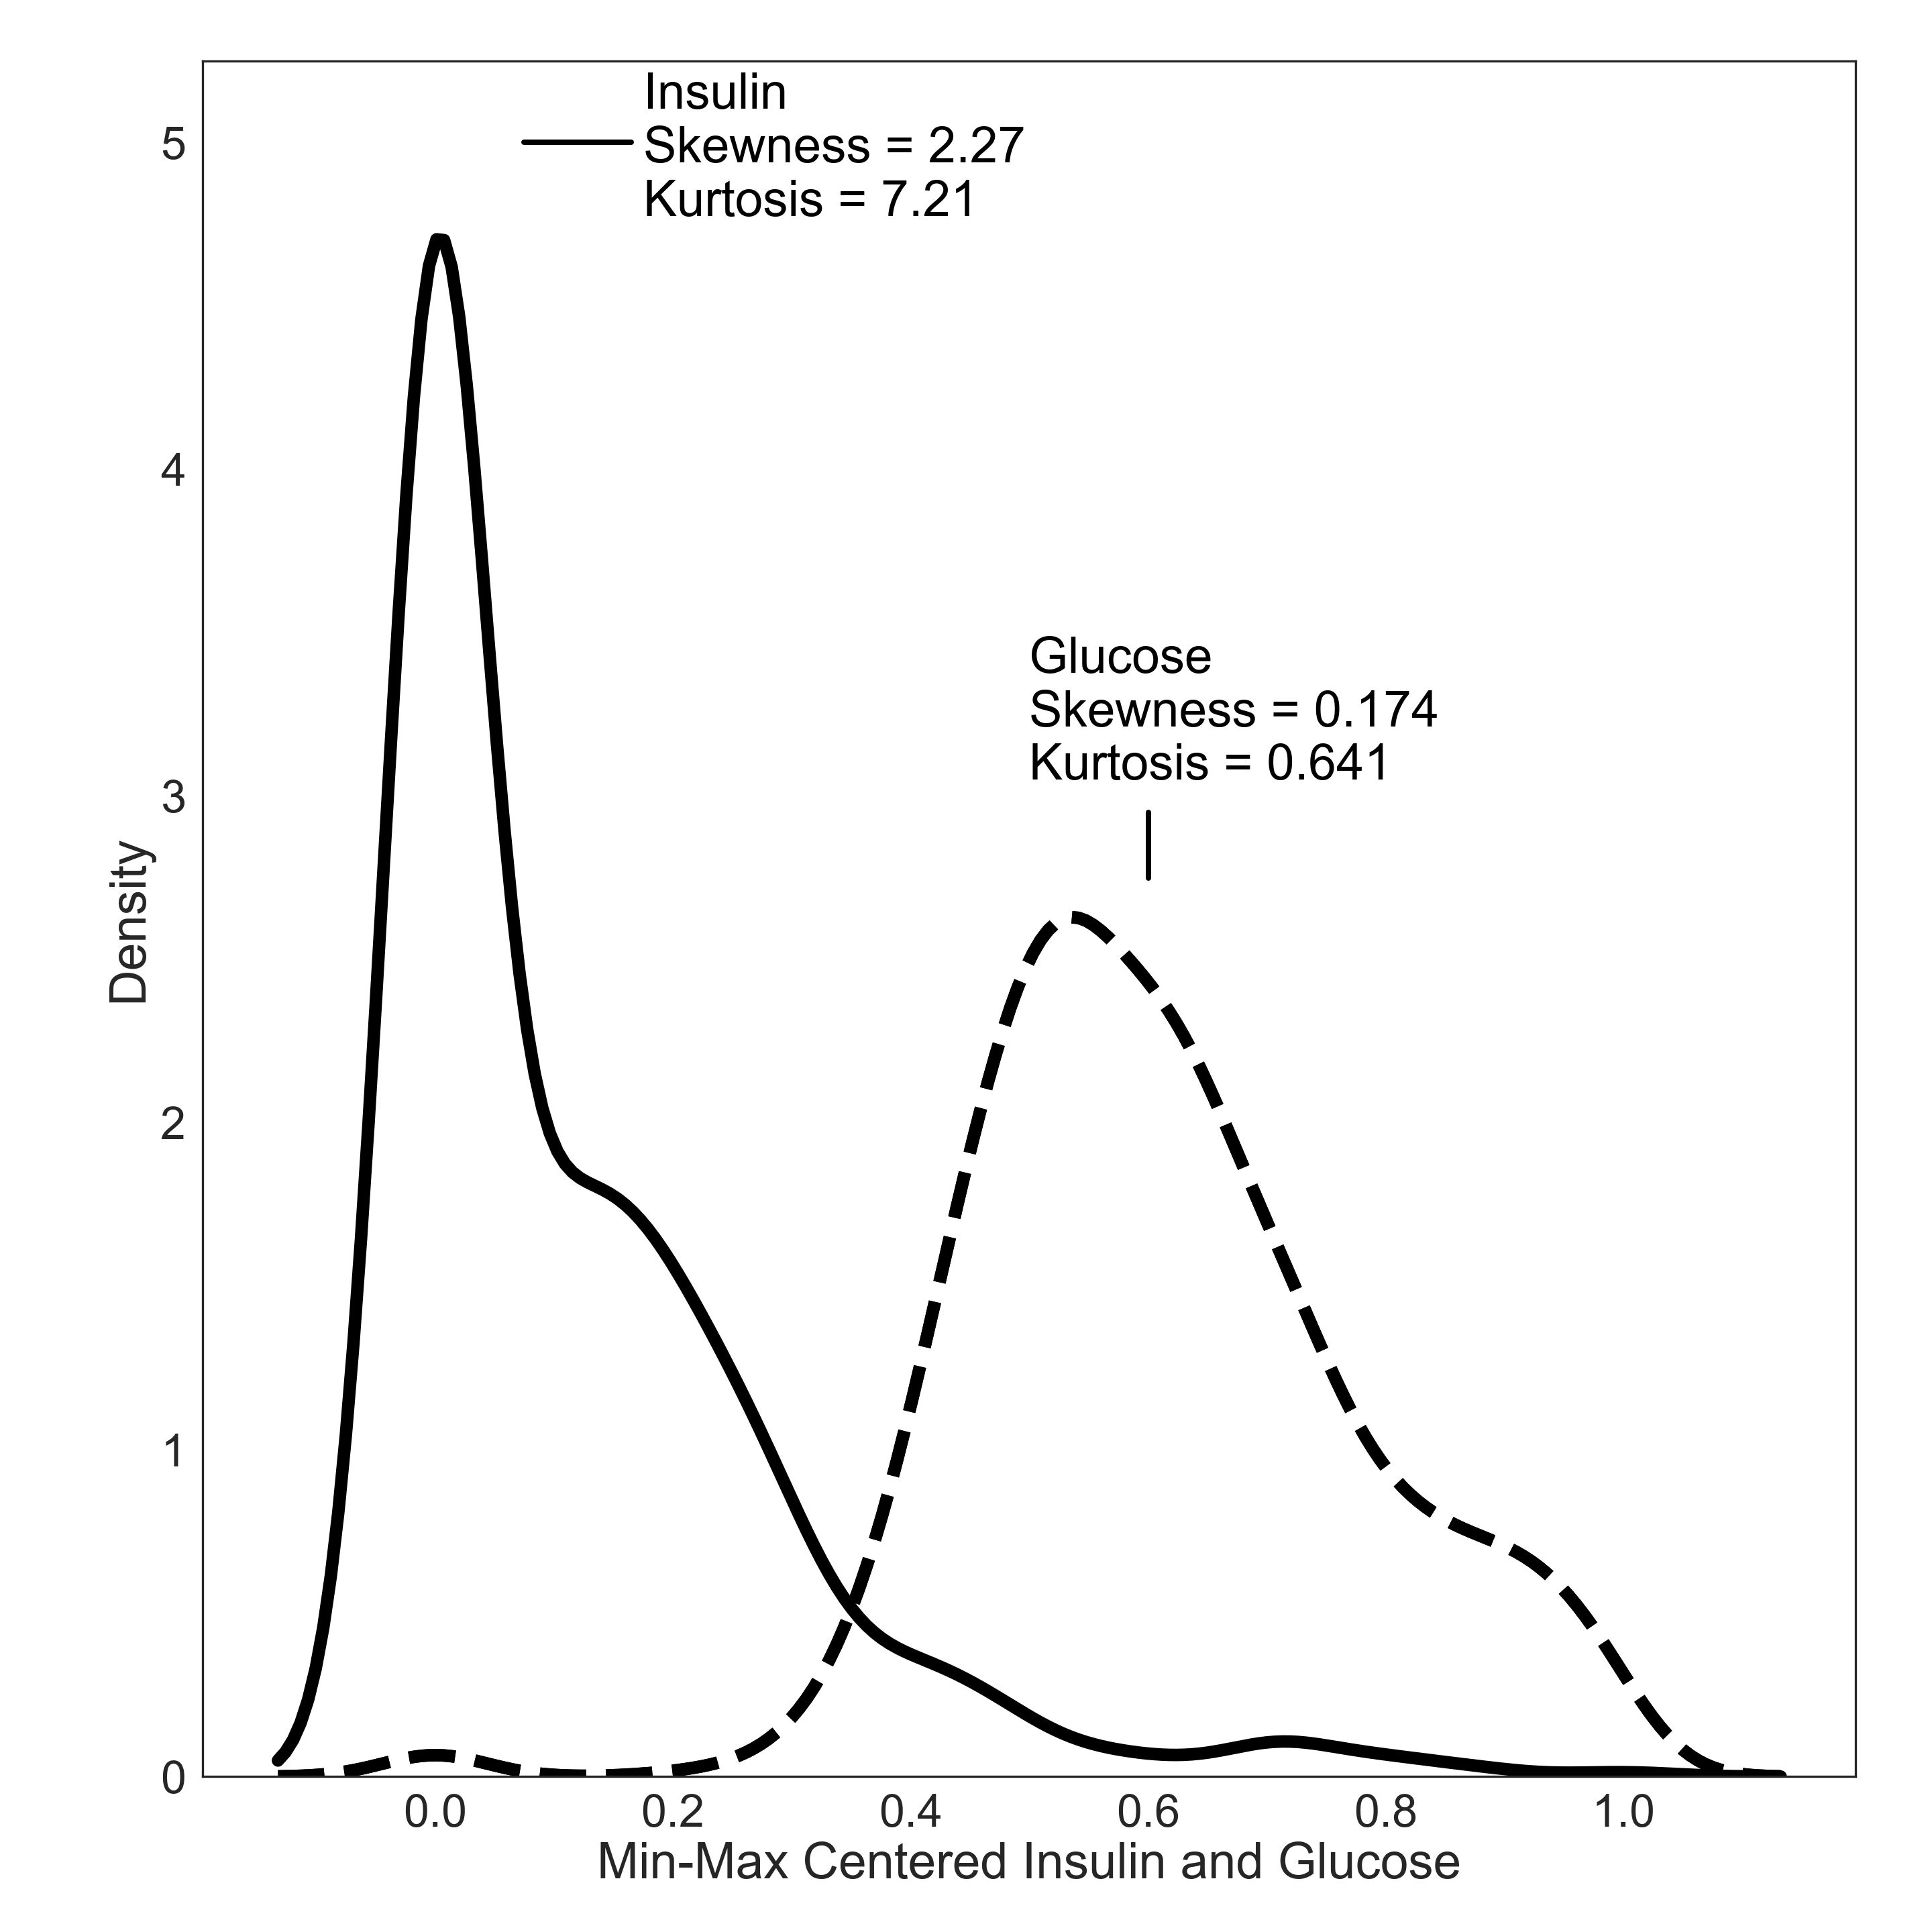 Insulin
Skewness = 2.27
Kurtosis = 7.21
Glucose
Skewness = 0.174
Kurtosis = 0.641
Density
5
4
3
2
1
0
0.0 0.2 0.4 0.6 0.8 1.0
Min-Max Centered Insulin and Glucose